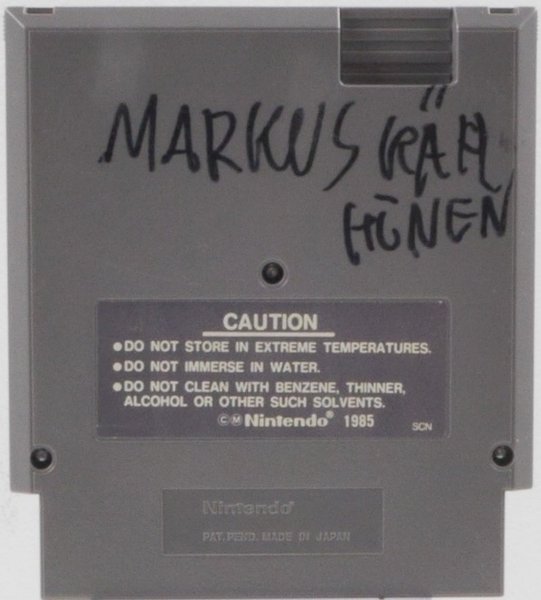 MARKUS RÄH
HÖNEN
CAUTION
•DO NOT STORE IN EXTREME TEMPERATURES.
•DO NOT IMMERSE IN WATER.
•DO NOT CLEAN WITH BENZENE, THINNER,
ALCOHOL OR OTHER SUCH SOLVENTS.
©Ⓜ Nintendo® 1985
SCN
Nintendo®
PAT. PEND. MADE IN JAPAN